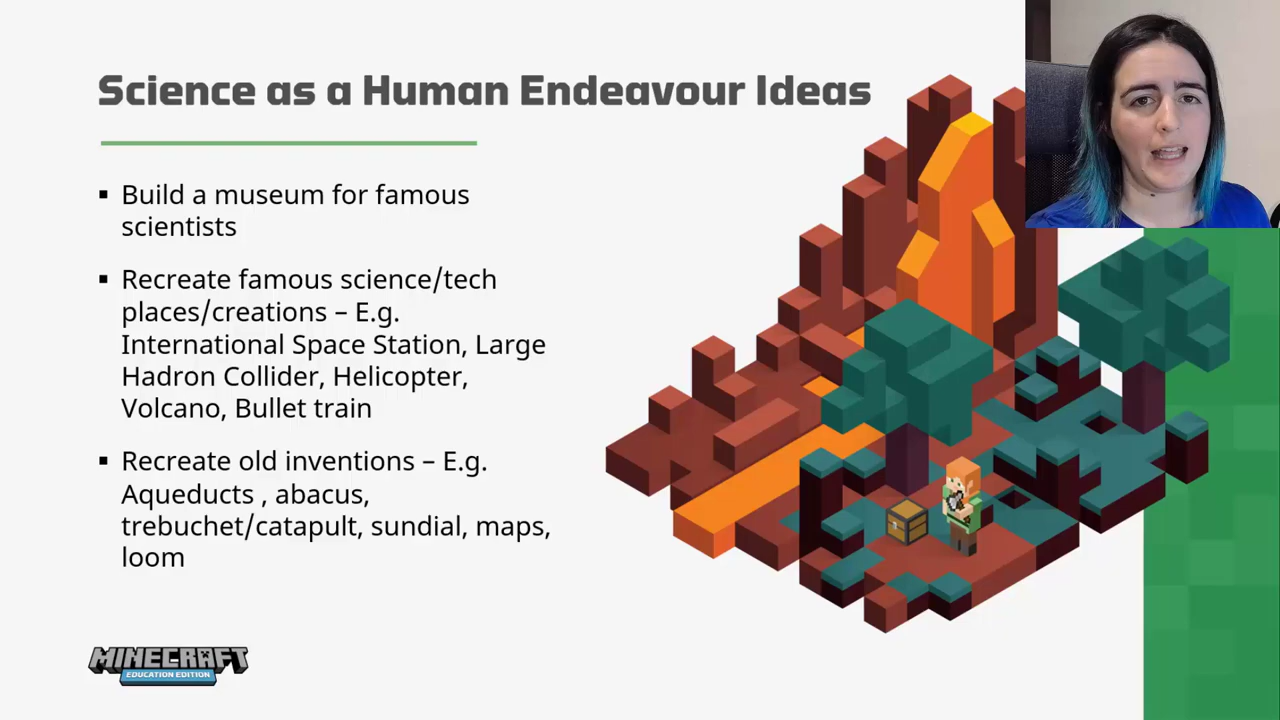 Science as a Human Endeavour Ideas
▪ Build a museum for famous
scientists
▪ Recreate famous science/tech
places/creations – E.g.
International Space Station, Large
Hadron Collider, Helicopter,
Volcano, Bullet train
▪ Recreate old inventions – E.g.
Aqueducts , abacus,
trebuchet/catapult, sundial, maps,
loom
MINECRAFT
EDUCATION EDITION